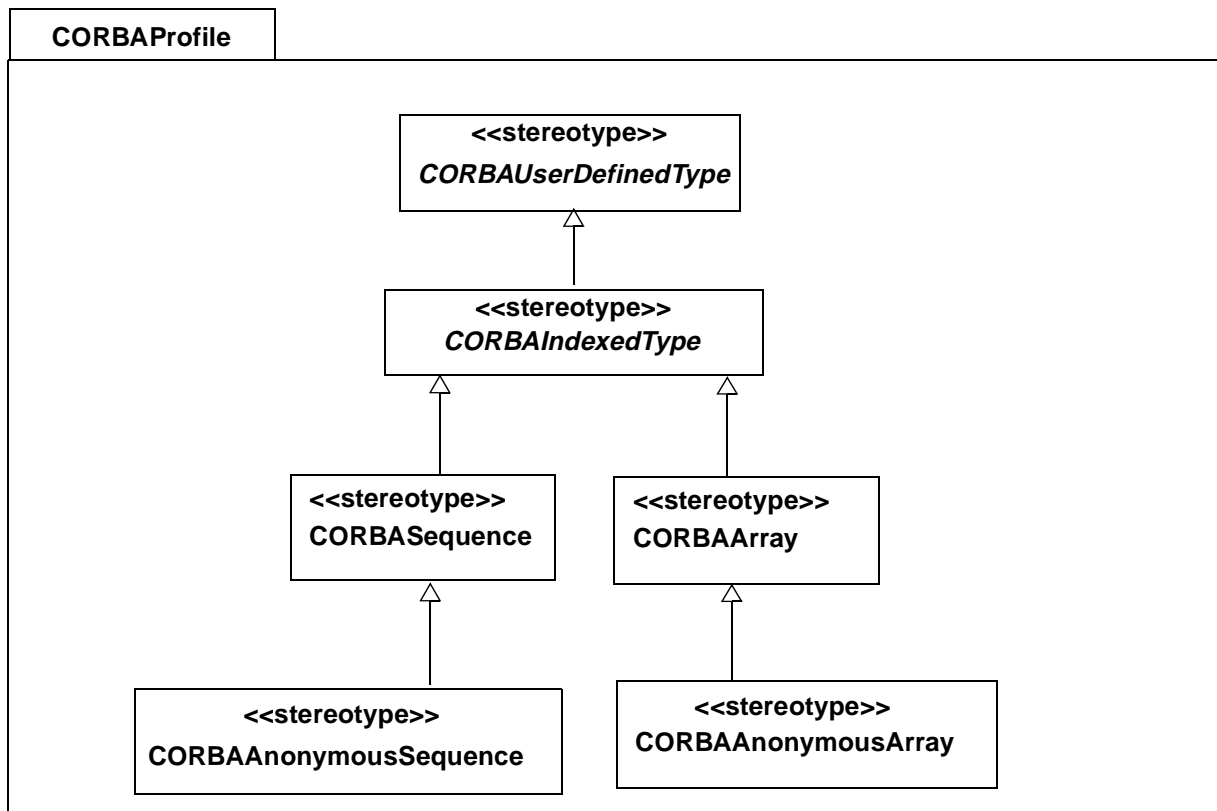 CORBAProfile
<<stereotype>>
CORBAUserDefinedType
<<stereotype>>
CORBAIndexedType
<<stereotype>>
CORBASequence
<<stereotype>>
CORBAArray
<<stereotype>>
CORBAAnonymousSequence
<<stereotype>>
CORBAAnonymousArray